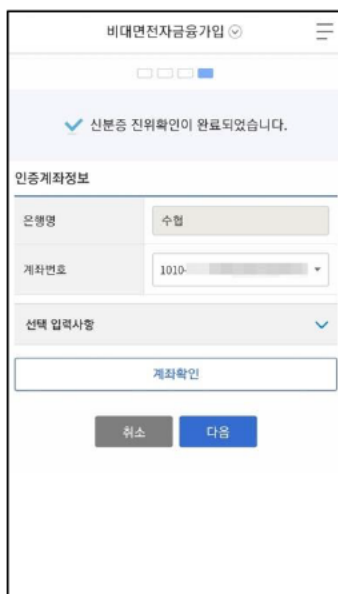 비대면전자금융가입
신분증 진위확인이 완료되었습니다.
인증계좌정보
은행명 수협
계좌번호 1010-
선택 입력사항
계좌확인
취소 다음